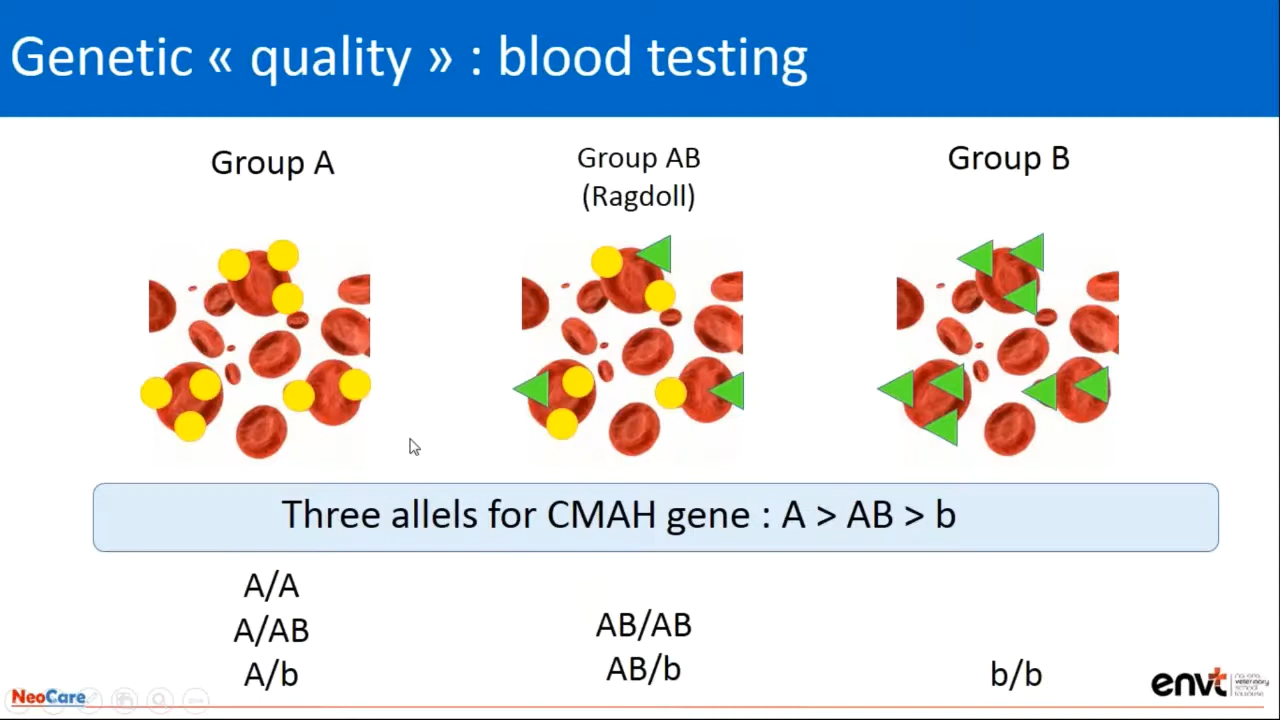 Genetic « quality » : blood testing
Group A
Group AB
(Ragdoll)
Group B
Three allels for CMAH gene : A > AB > b
A/A
A/AB
A/b
AB/AB
AB/b
b/b
NeoCare
envt